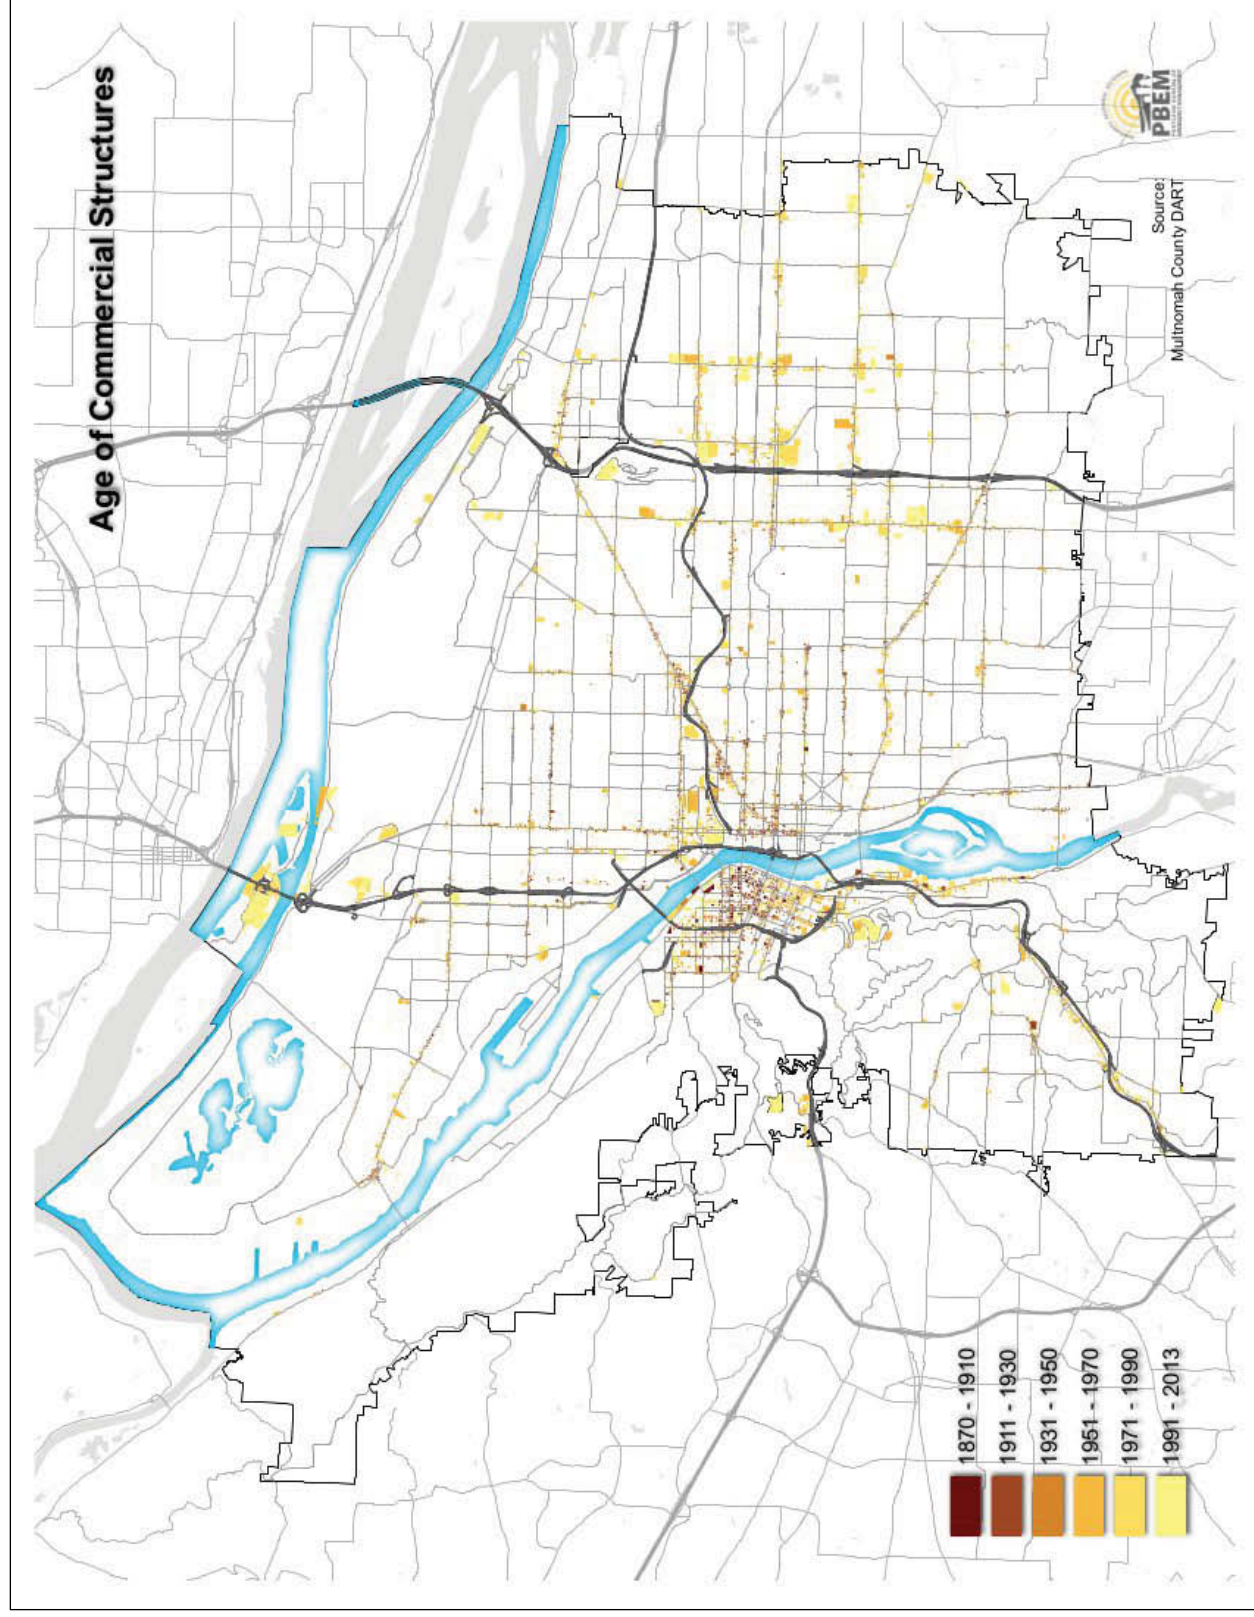 Age of Commercial Structures
PBEM
Source:
Multnomah County DART
1870 - 1910
1911 - 1930
1931 - 1950
1951 - 1970
1971 - 1990
1991 - 2013